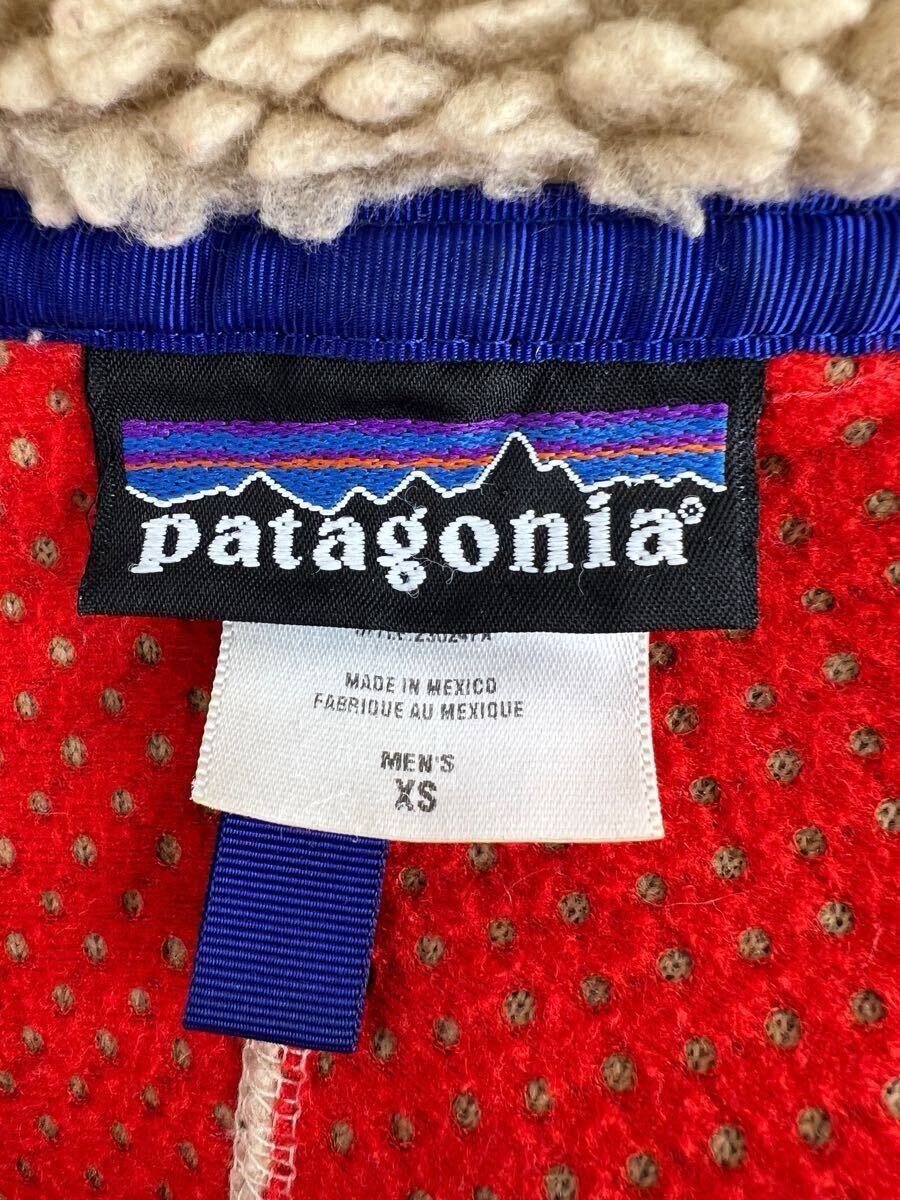 patagonia®
MADE IN MEXICO
FABRIQUE AU MEXIQUE
MEN'S
XS